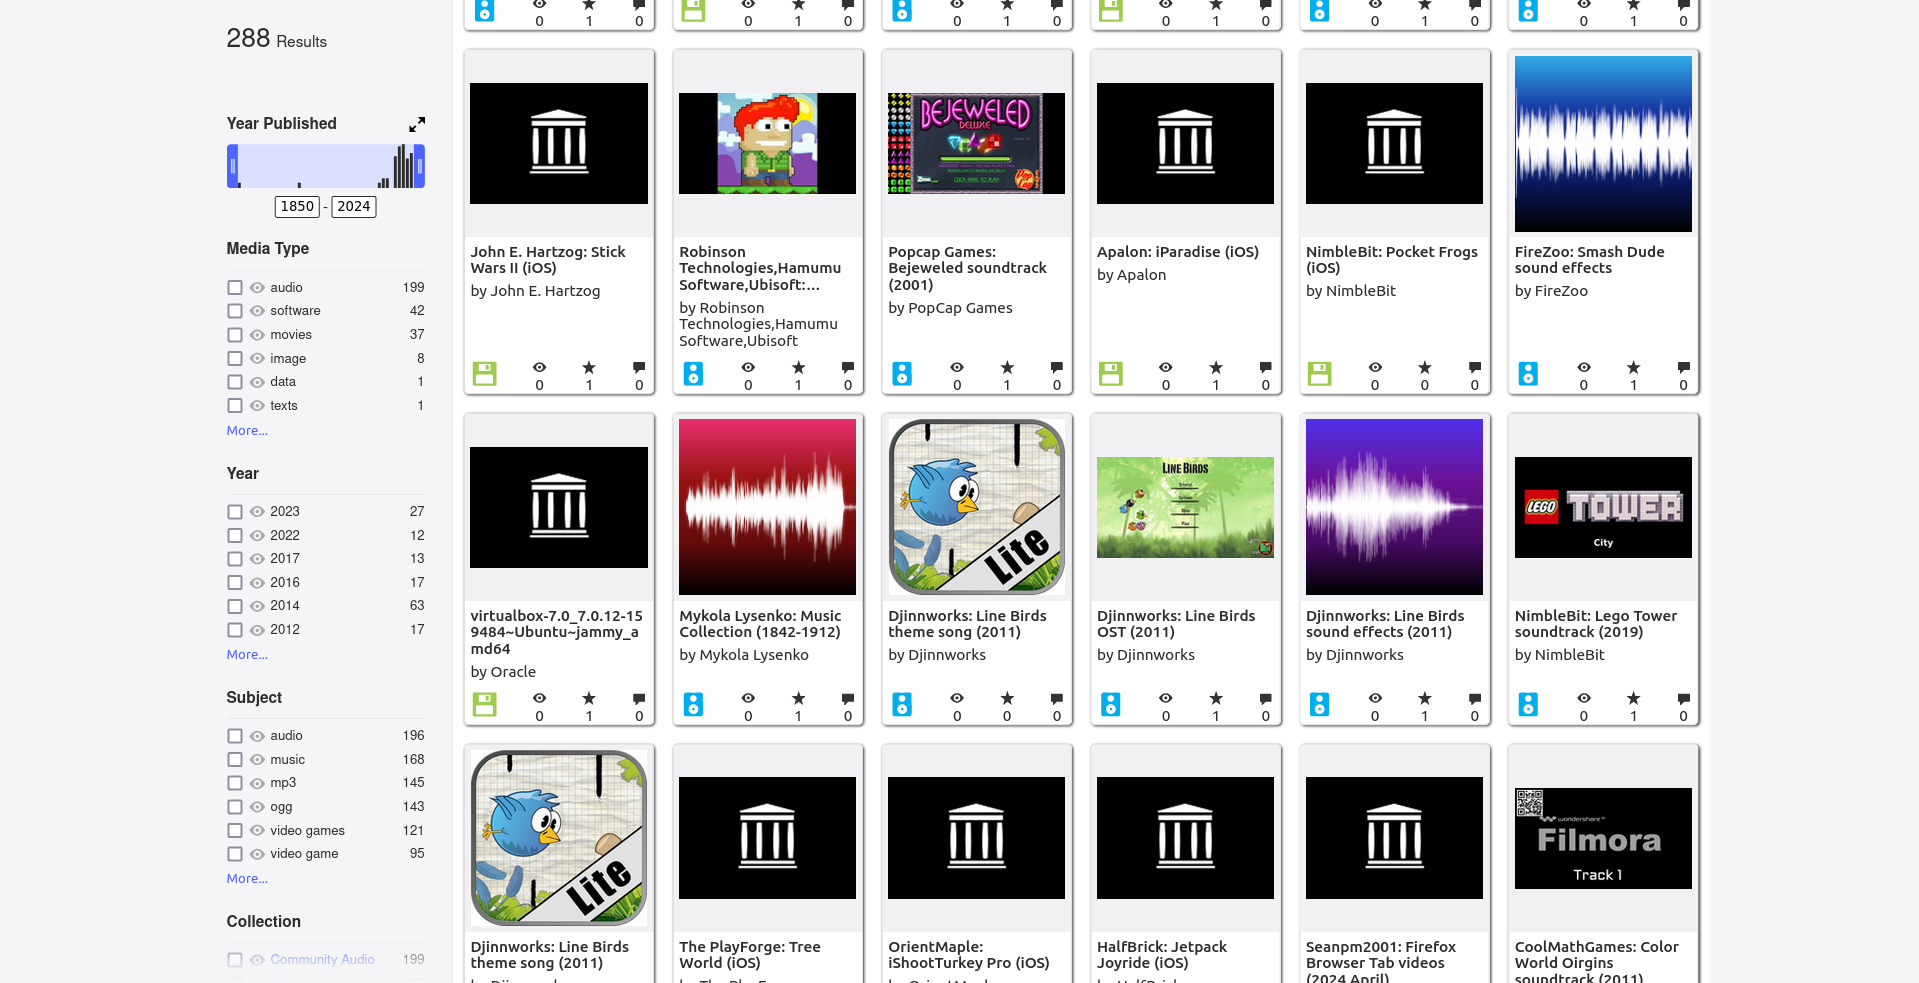 288 Results
Year Published
1850 - 2024
Media Type
audio 199
software 42
movies 37
image 8
data 1
texts 1
More...
Year
2023 27
2022 12
2017 13
2016 17
2014 63
2012 17
More...
Subject
audio 196
music 168
mp3 145
ogg 143
video games 121
video game 95
More...
Collection
Community Audio 199
0 1 0
0 1 0
0 1 0
0 1 0
0 1 0
0 1 0
John E. Hartzog: Stick
Wars II (iOS)
by John E. Hartzog
0 1 0
Robinson
Technologies,Hamumu
Software,Ubisoft:...
by Robinson
Technologies,Hamumu
Software,Ubisoft
0 1 0
BEJEWELED
DELUXE
Pop
Cap
Popcap Games:
Bejeweled soundtrack
(2001)
by PopCap Games
0 1 0
Apalon: iParadise (iOS)
by Apalon
0 1 0
NimbleBit: Pocket Frogs
(iOS)
by NimbleBit
0 0 0
FireZoo: Smash Dude
sound effects
by FireZoo
0 1 0
virtualbox-7.0_7.0.12-15
9484~Ubuntu~jammy_a
md64
by Oracle
0 1 0
Mykola Lysenko: Music
Collection (1842-1912)
by Mykola Lysenko
0 1 0
Lite
Djinnworks: Line Birds
theme song (2011)
by Djinnworks
0 0 0
LINE BIRDS
Tutorial
Options
Play
Djinnworks: Line Birds
OST (2011)
by Djinnworks
0 1 0
Djinnworks: Line Birds
sound effects (2011)
by Djinnworks
0 1 0
LEGO TOWER
City
NimbleBit: Lego Tower
soundtrack (2019)
by NimbleBit
0 1 0
Lite
Djinnworks: Line Birds
theme song (2011)
The PlayForge: Tree
World (iOS)
OrientMaple:
iShootTurkey Pro (iOS)
HalfBrick: Jetpack
Joyride (iOS)
Seanpm2001: Firefox
Browser Tab videos
(2024 April)
wondershare™
Filmora
Track 1
CoolMathGames: Color
World Oirgins
soundtrack (2011)